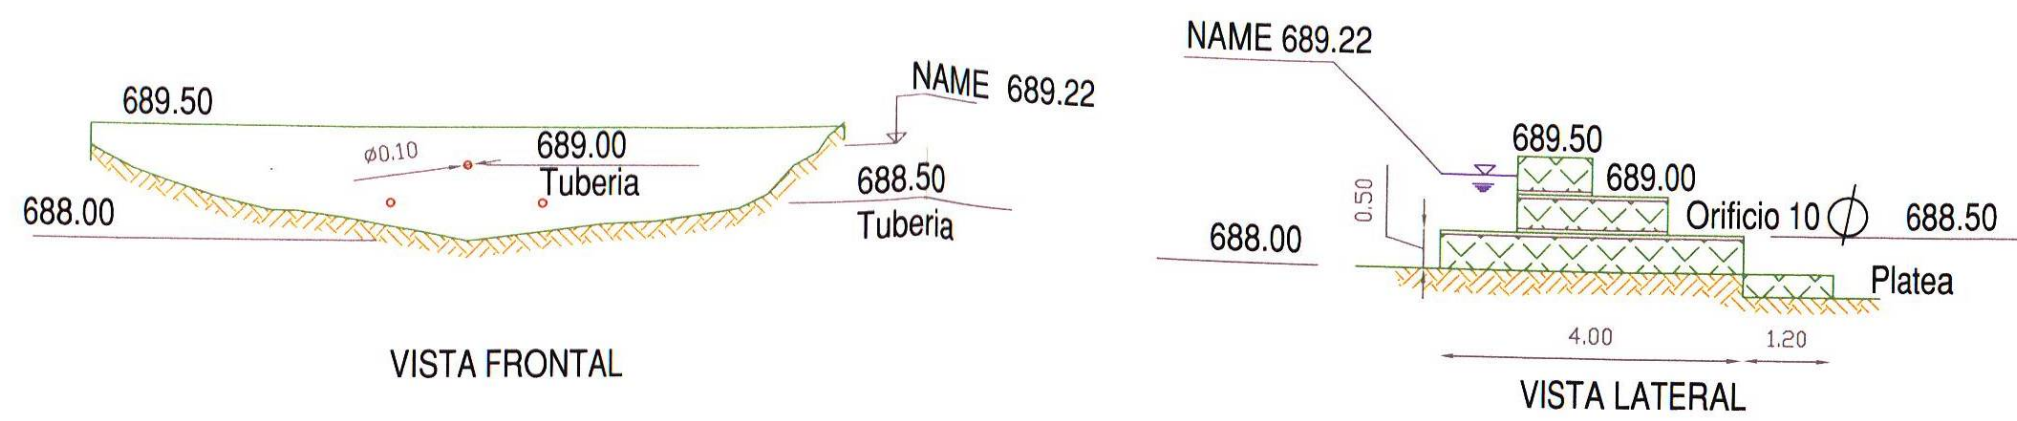 689.50
NAME 689.22
ø0.10
689.00
Tuberia
688.50
Tuberia
688.00
VISTA FRONTAL
NAME 689.22
689.50
689.00
0.50
Orificio 10 ϕ 688.50
688.00
Platea
4.00
1.20
VISTA LATERAL